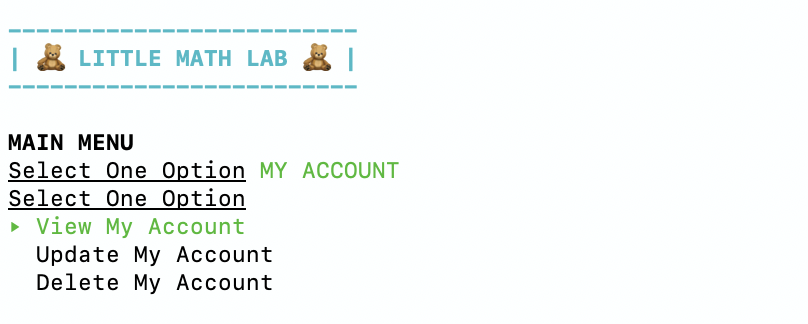 -------------------------
| 🧸 LITTLE MATH LAB 🧸 |
-------------------------
MAIN MENU
Select One Option MY ACCOUNT
Select One Option
‣ View My Account
Update My Account
Delete My Account